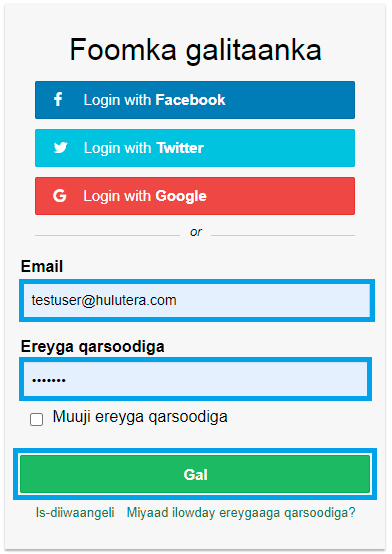 Foomka galitaanka
Login with Facebook
Login with Twitter
Login with Google
or
Email
testuser@hulutera.com
Ereyga qarsoodiga
•••••••
Muuji ereyga qarsoodiga
Gal
Is-diiwaangeli Miyaad ilowday ereygaaga qarsoodiga?